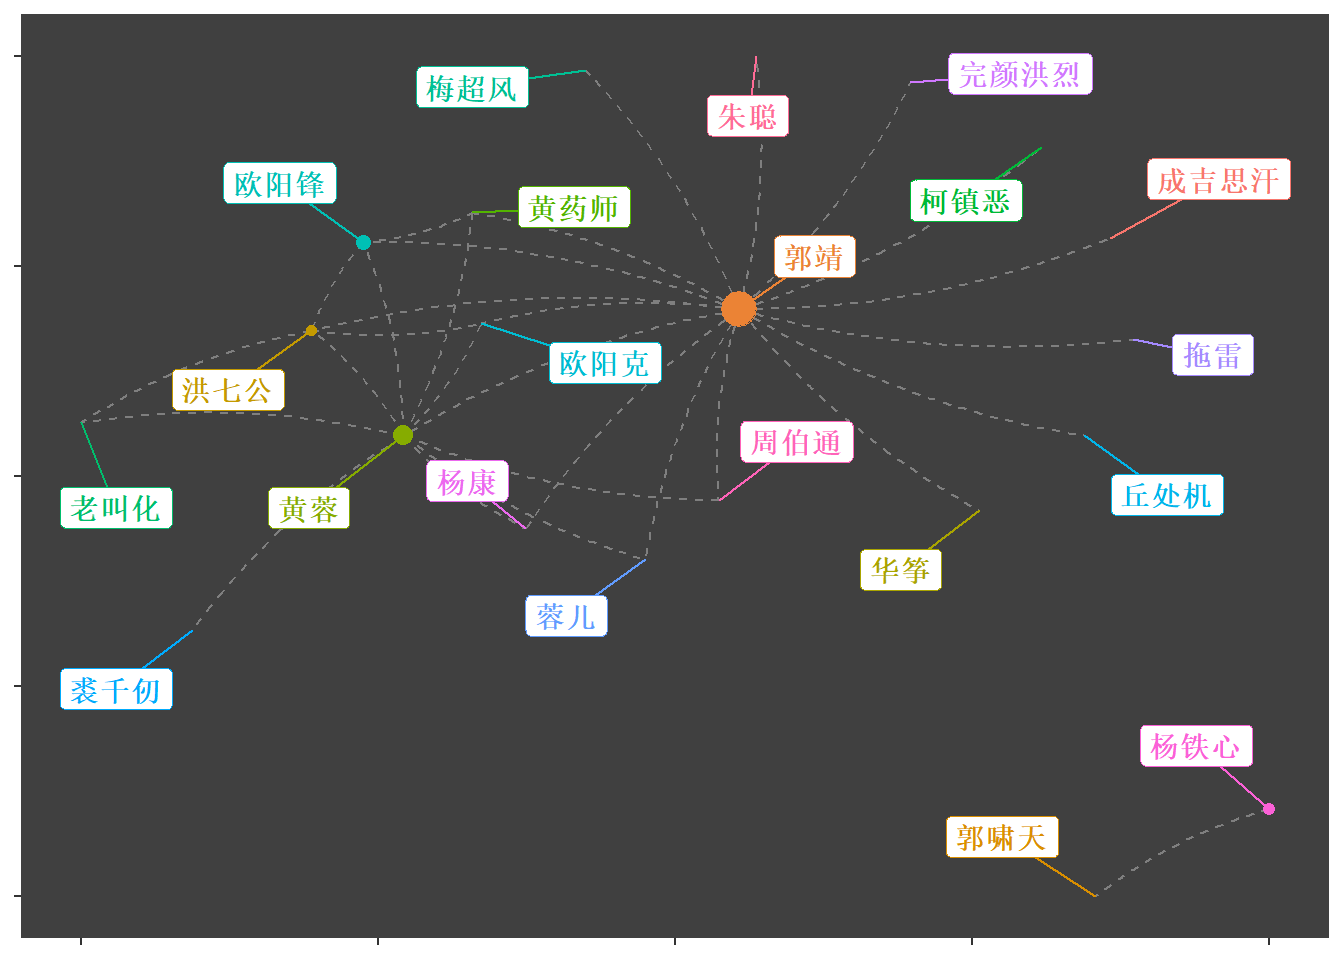 完颜洪烈
梅超风
朱聪
成吉思汗
欧阳锋
柯镇恶
黄药师
郭靖
拖雷
欧阳克
洪七公
周伯通
杨康
丘处机
老叫化
黄蓉
华筝
蓉儿
裘千仞
杨铁心
郭啸天